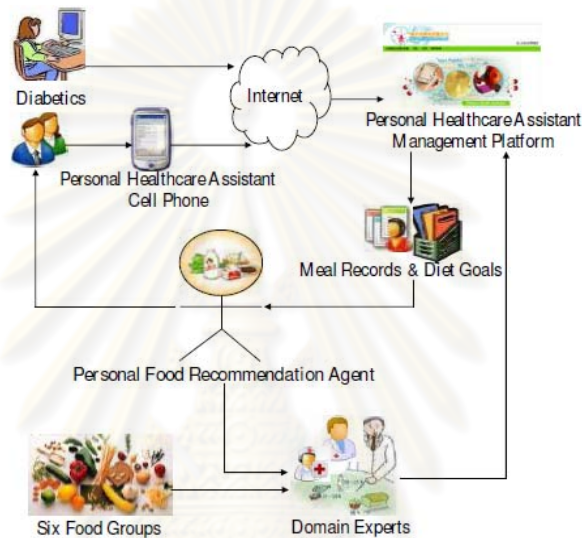 Diabetics
Internet
Personal Healthcare Assistant
Management Platform
Personal Healthcare Assistant
Cell Phone
Meal Records & Diet Goals
Personal Food Recommendation Agent
Six Food Groups
Domain Experts